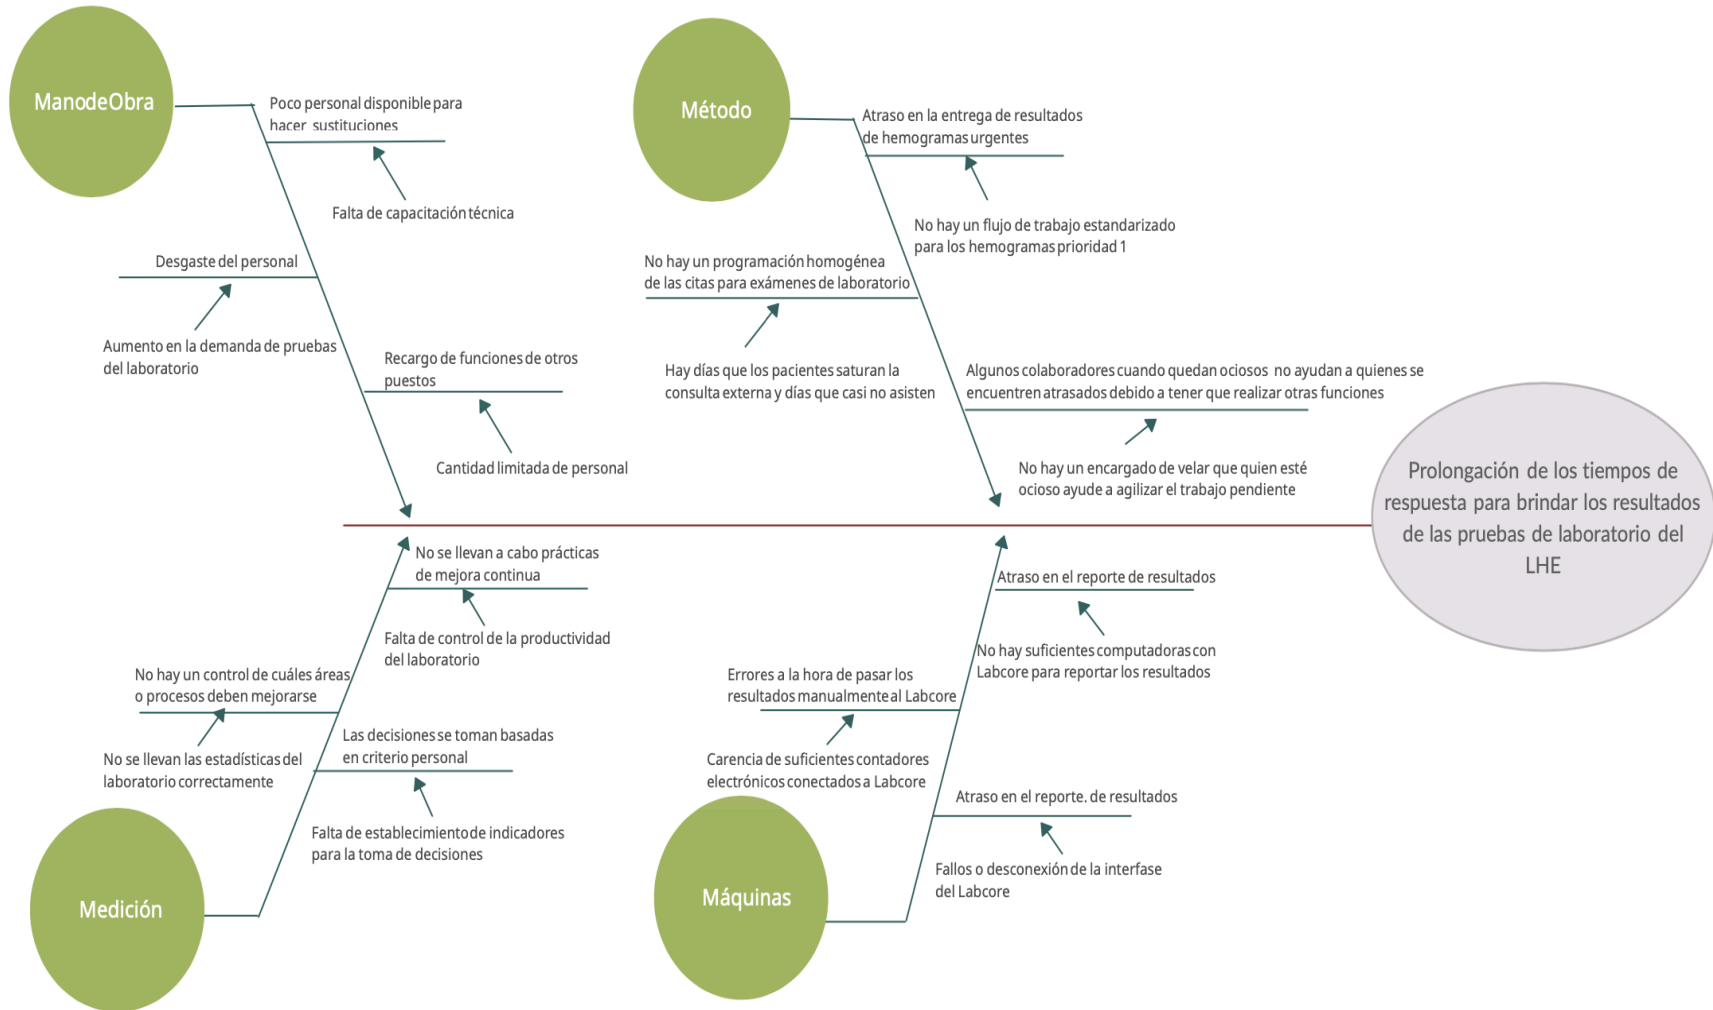 ManodeObra
Poco personal disponible para
hacer sustituciones
Falta de capacitación técnica
Desgaste del personal
Aumento en la demanda de pruebas
del laboratorio
Recargo de funciones de otros
puestos
Cantidad limitada de personal
Método
Atraso en la entrega de resultados
de hemogramas urgentes
No hay un flujo de trabajo estandarizado
para los hemogramas prioridad 1
No hay un programación homogénea
de las citas para exámenes de laboratorio
Hay días que los pacientes saturan la
consulta externa y días que casi no asisten
Algunos colaboradores cuando quedan ociosos no ayudan a quienes se
encuentren atrasados debido a tener que realizar otras funciones
No hay un encargado de velar que quien esté
ocioso ayude a agilizar el trabajo pendiente
Prolongación de los tiempos de
respuesta para brindar los resultados
de las pruebas de laboratorio del
LHE
No se llevan a cabo prácticas
de mejora continua
Falta de control de la productividad
del laboratorio
No hay un control de cuáles áreas
o procesos deben mejorarse
No se llevan las estadísticas del
laboratorio correctamente
Las decisiones se toman basadas
en criterio personal
Falta de establecimiento de indicadores
para la toma de decisiones
Medición
Atraso en el reporte de resultados
No hay suficientes computadoras con
Labcore para reportar los resultados
Errores a la hora de pasar los
resultados manualmente al Labcore
Carencia de suficientes contadores
electrónicos conectados a Labcore
Atraso en el reporte. de resultados
Fallos o desconexión de la interfase
del Labcore
Máquinas